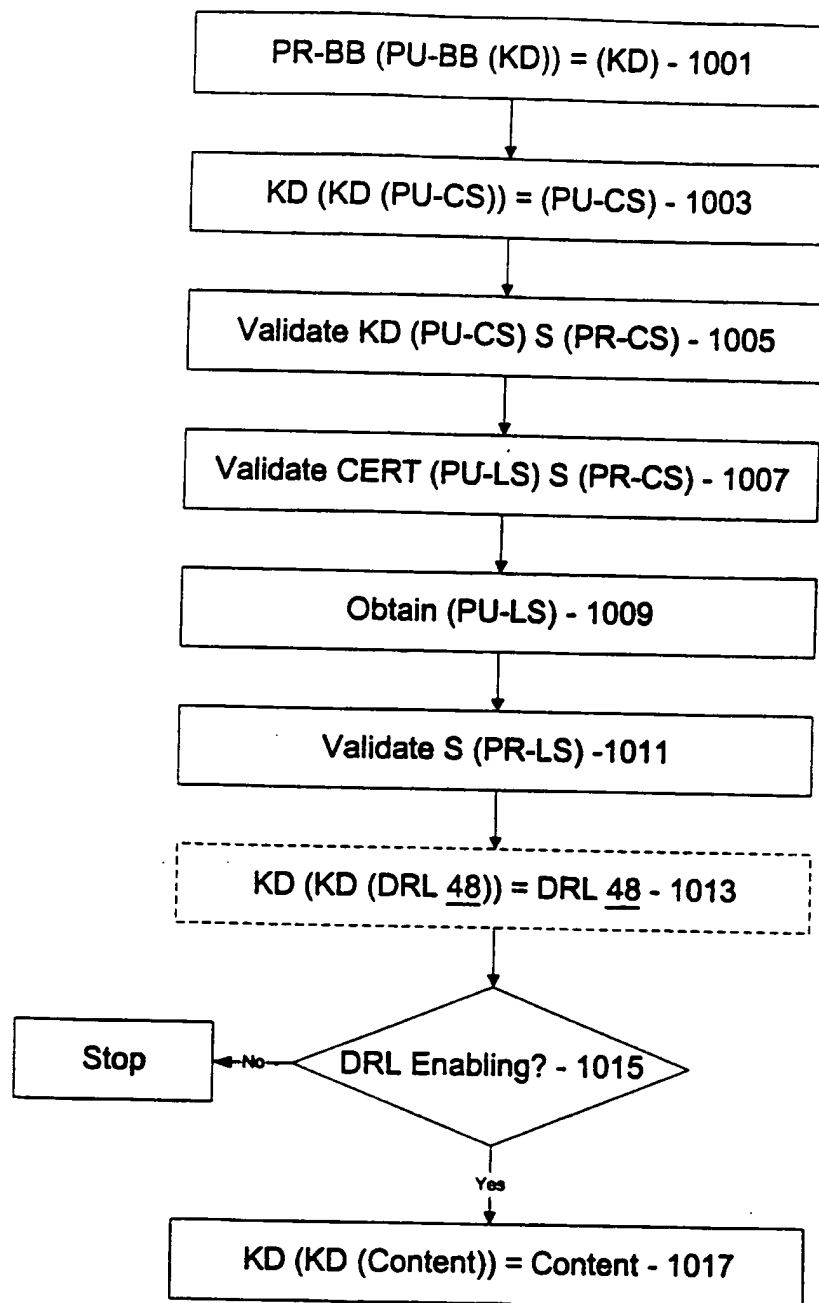 PR-BB (PU-BB (KD)) = (KD) - 1001
KD (KD (PU-CS)) = (PU-CS) - 1003
Validate KD (PU-CS) S (PR-CS) - 1005
Validate CERT (PU-LS) S (PR-CS) - 1007
Obtain (PU-LS) - 1009
Validate S (PR-LS) -1011
KD (KD (DRL 48)) = DRL 48 - 1013
DRL Enabling? - 1015
No
Stop
Yes
KD (KD (Content)) = Content - 1017